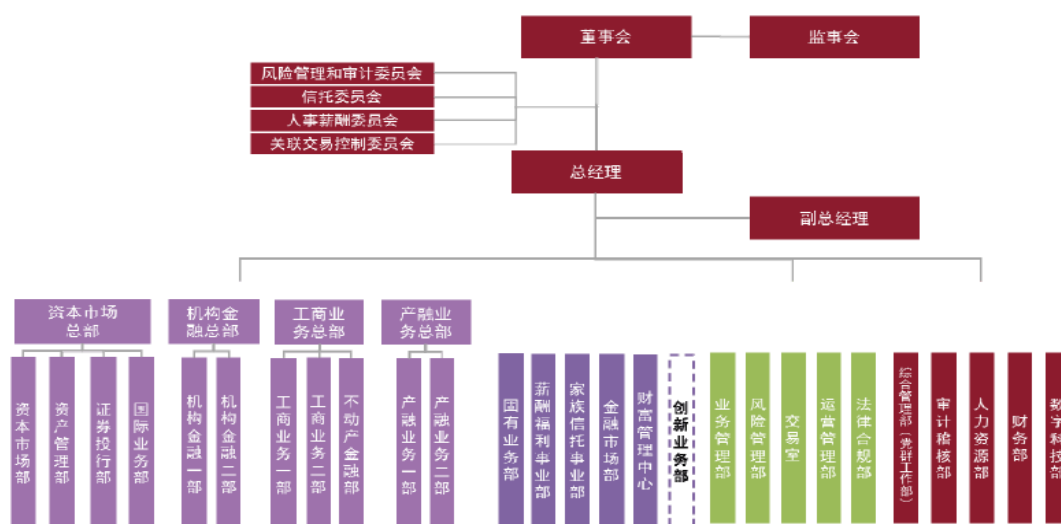 董事会
监事会
风险管理和审计委员会
信托委员会
人事薪酬委员会
关联交易控制委员会
总经理
副总经理
资本市场
总部
机构金
融总部
工商业
务总部
产融业
务总部
资本市场部
资产管理部
证券投行部
国际业务部
机构金融一部
机构金融二部
工商业务一部
工商业务二部
不动产金融部
产融业务一部
产融业务二部
国有业务部
薪酬福利事业部
家族信托事业部
金融市场部
财富管理中心
创新业务部
业务管理部
风险管理部
交易室
运营管理部
法律合规部
综合管理部（党群工作部）
审计稽核部
人力资源部
财务部
数字科技部